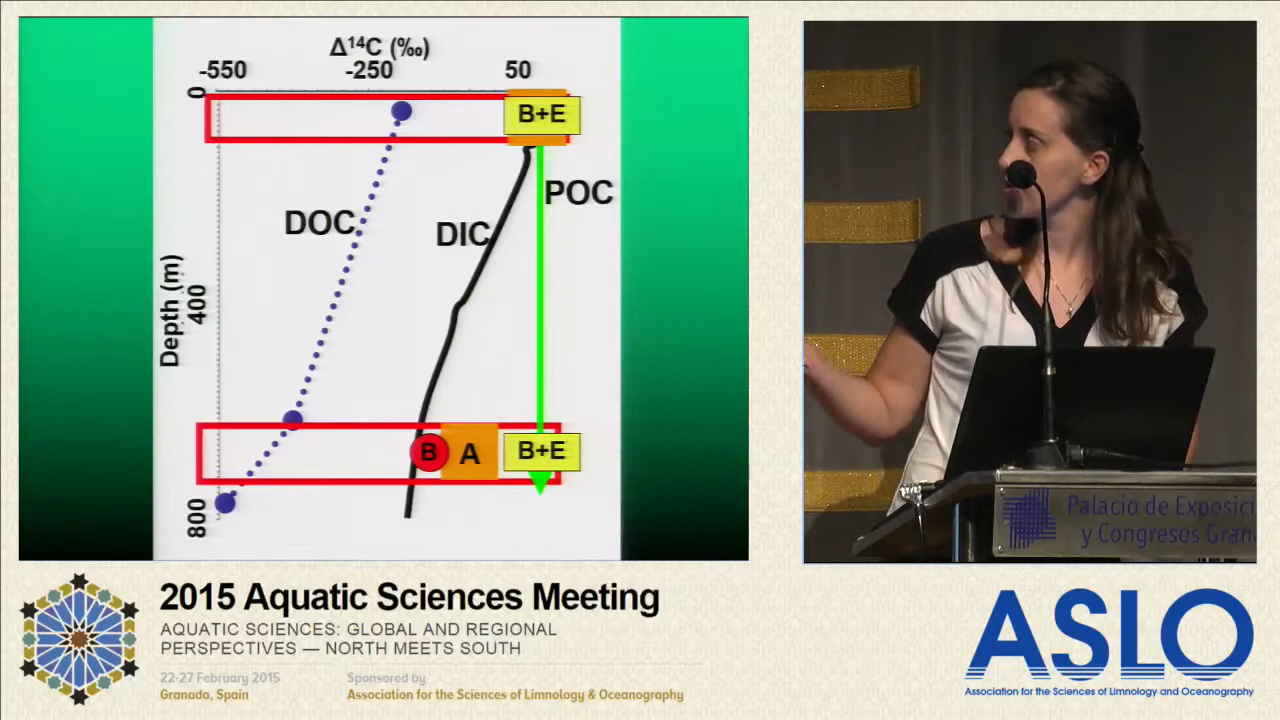 Δ¹⁴C (‰)
-550 -250 50
0
B+E
POC
DOC
DIC
Depth (m)
400
B A B+E
800
Palacio de Exposici
y Congresos Gran
2015 Aquatic Sciences Meeting
AQUATIC SCIENCES: GLOBAL AND REGIONAL
PERSPECTIVES — NORTH MEETS SOUTH
22-27 February 2015
Granada, Spain
Sponsored by
Association for the Sciences of Limnology & Oceanography
ASLO
Association for the Sciences of Limnology and Oceanography